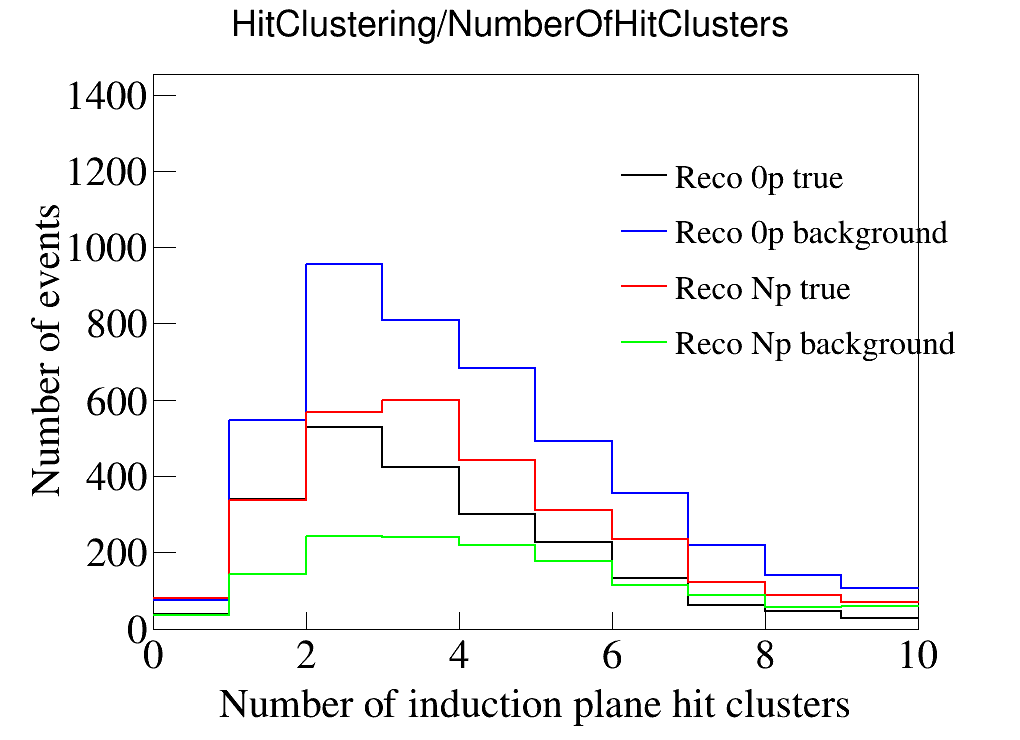 HitClustering/NumberOfHitClusters
1400
1200
1000
800
600
400
200
0
Number of events
Reco 0p true
Reco 0p background
Reco Np true
Reco Np background
0 2 4 6 8 10
Number of induction plane hit clusters